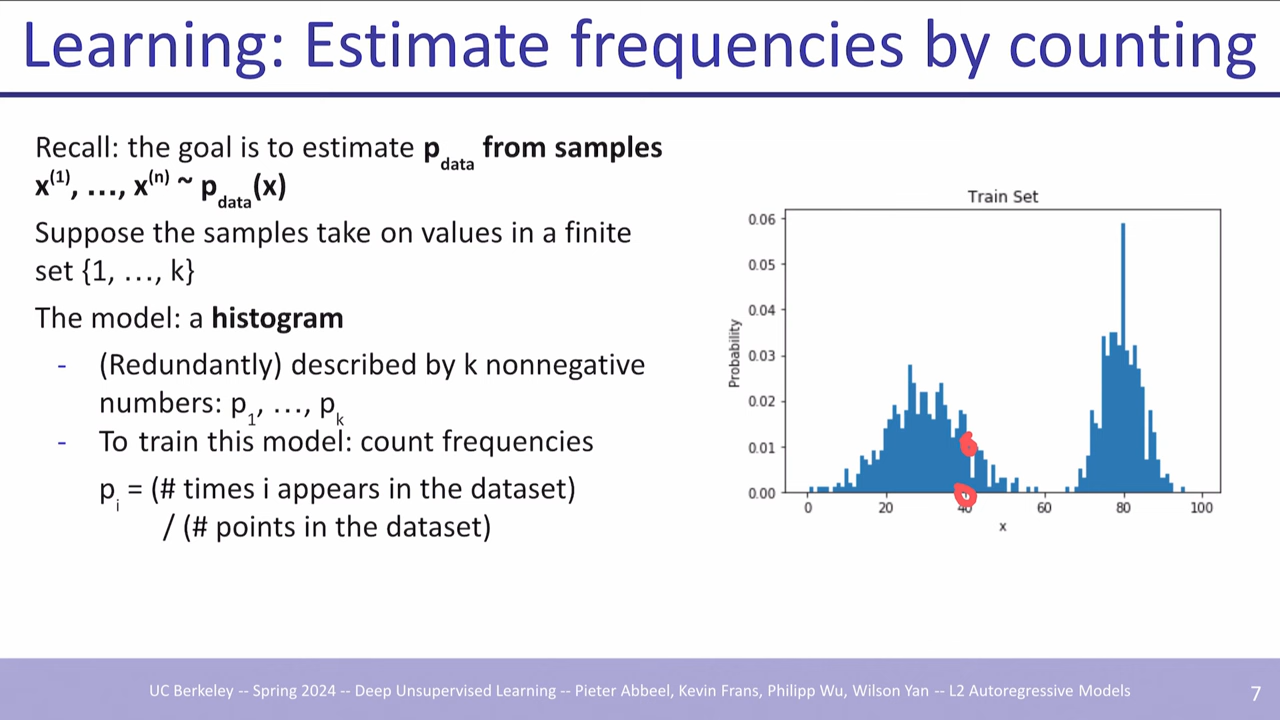 Learning: Estimate frequencies by counting
Recall: the goal is to estimate p_data from samples
x^(1), …, x^(n) ~ p_data(x)
Suppose the samples take on values in a finite
set {1, …, k}
The model: a histogram
- (Redundantly) described by k nonnegative
numbers: p_1, …, p_k
- To train this model: count frequencies
p_i = (# times i appears in the dataset)
/ (# points in the dataset)
Train Set
0.06
0.05
0.04
0.03
0.02
0.01
0.00
Probability
0 20 40 60 80 100
x
UC Berkeley -- Spring 2024 -- Deep Unsupervised Learning -- Pieter Abbeel, Kevin Frans, Philipp Wu, Wilson Yan -- L2 Autoregressive Models
7